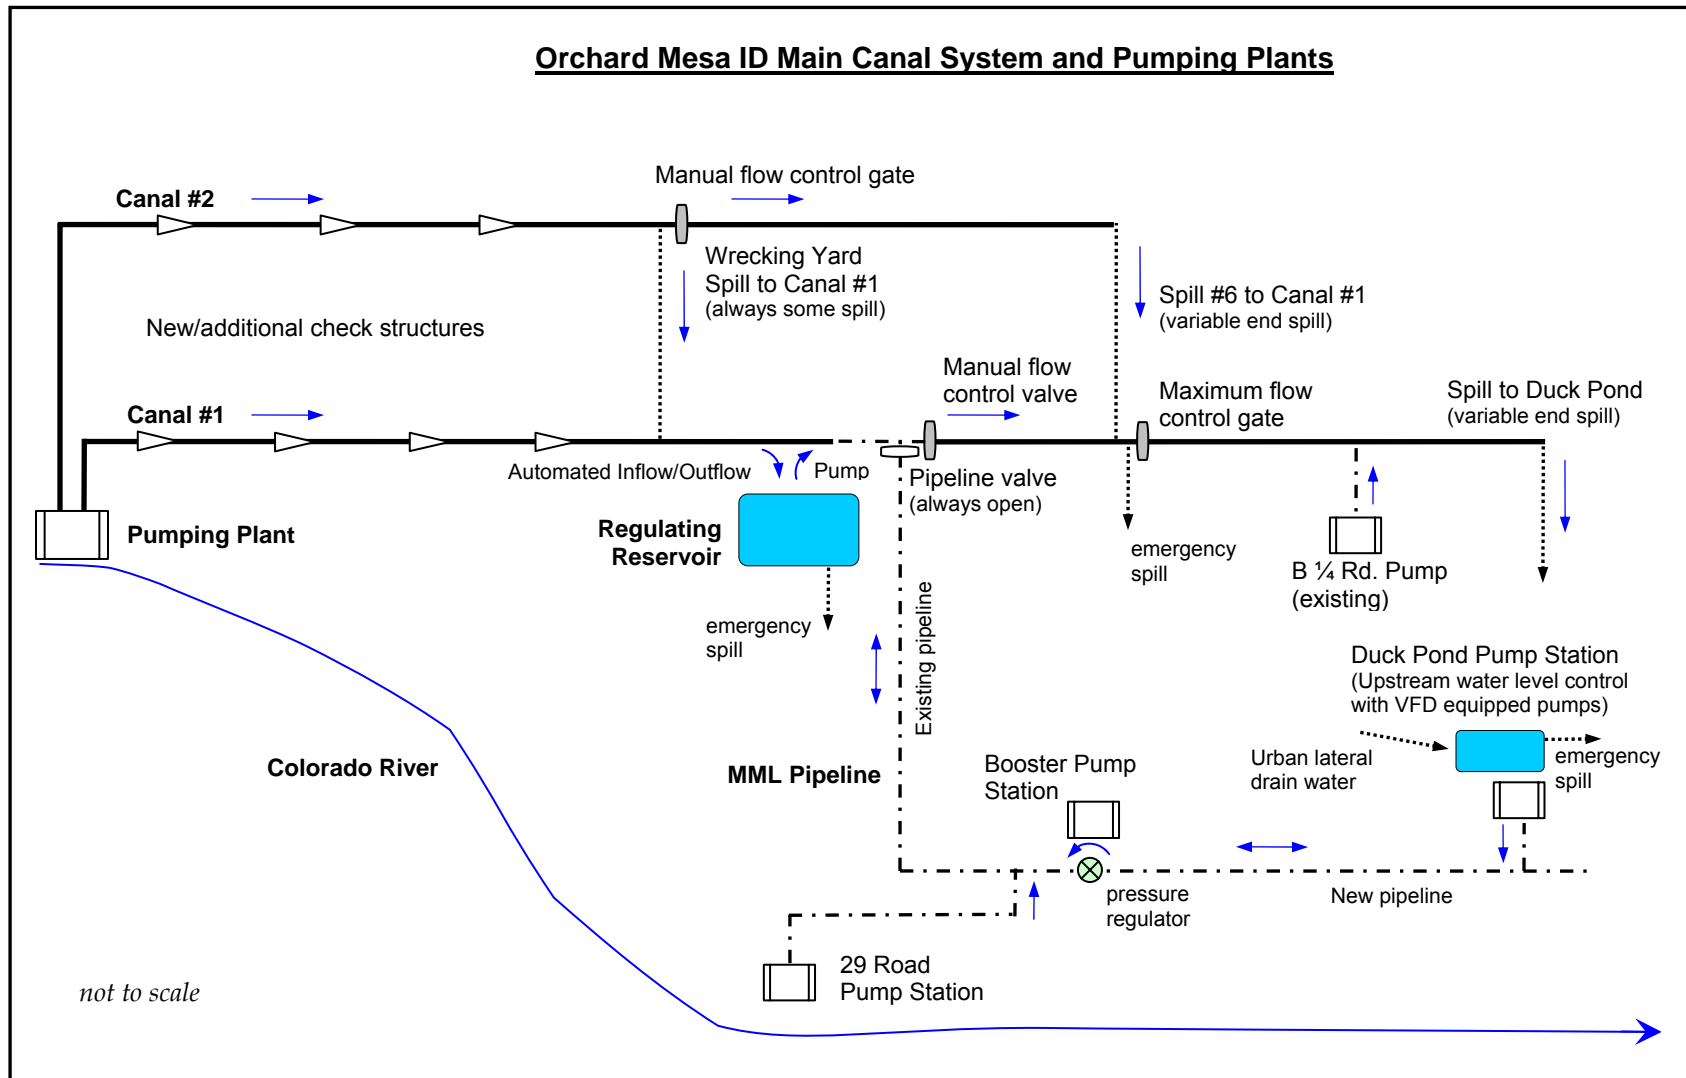 Orchard Mesa ID Main Canal System and Pumping Plants
Manual flow control gate
Canal #2
Wrecking Yard
Spill to Canal #1
(always some spill)
Spill #6 to Canal #1
(variable end spill)
New/additional check structures
Manual flow
control valve
Maximum flow
control gate
Spill to Duck Pond
(variable end spill)
Canal #1
Automated Inflow/Outflow
Pump
Pipeline valve
(always open)
Pumping Plant
Regulating
Reservoir
emergency
spill
B ¼ Rd. Pump
(existing)
emergency
spill
Existing pipeline
Duck Pond Pump Station
(Upstream water level control
with VFD equipped pumps)
Colorado River
MML Pipeline
Booster Pump
Station
Urban lateral
drain water
emergency
spill
pressure
regulator
New pipeline
29 Road
Pump Station
not to scale